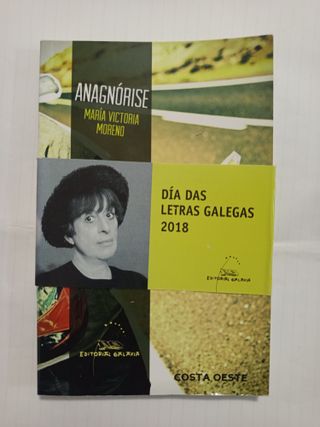 ANAGNÓRISE
MARÍA VICTORIA
MORENO
DÍA DAS
LETRAS GALEGAS
2018
EDITORIAL GALAXIA
EDITORIAL GALAXIA
COSTA OESTE